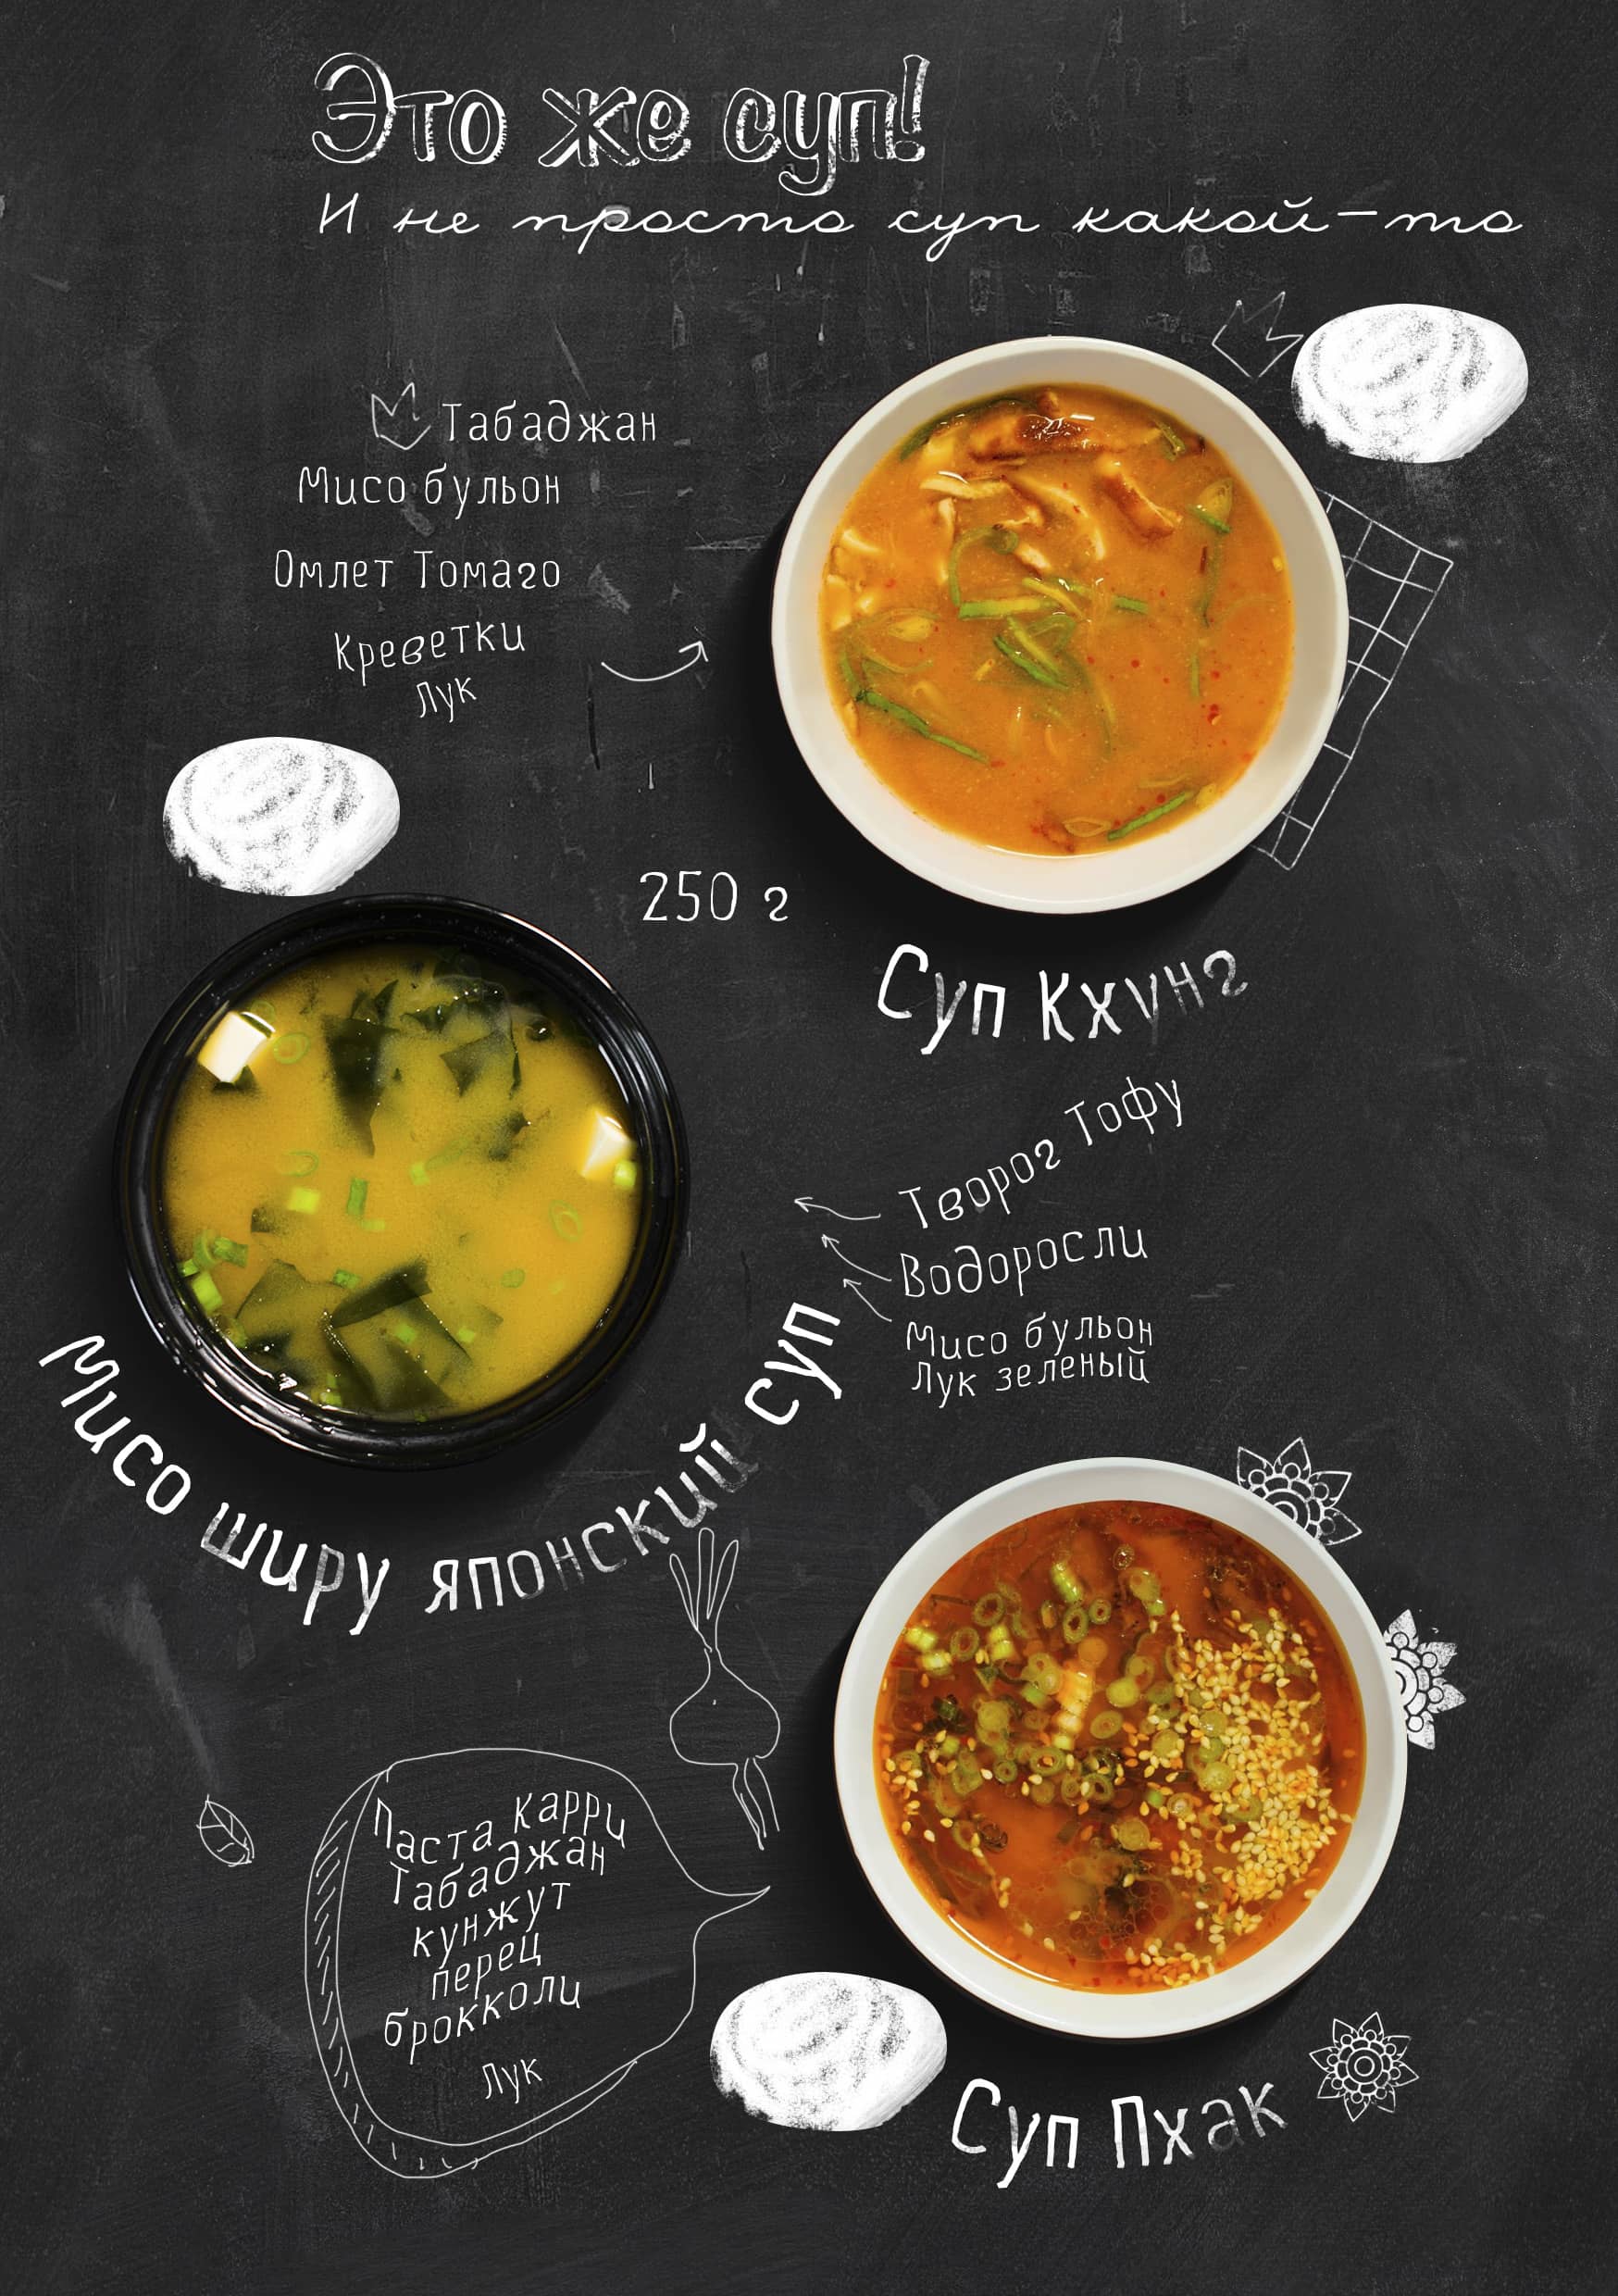 Это же суп!
И не просто суп какой-то
Табаджан
Мисо бульон
Омлет Томаго
Креветки
Лук
250 г
Суп Кхунг
Творог Тофу
Водоросли
Мисо бульон
Лук зеленый
Мисо ширу японский суп
Паста Карри
Табаджан
кунжут
перец
брокколи
Лук
Суп Пхак